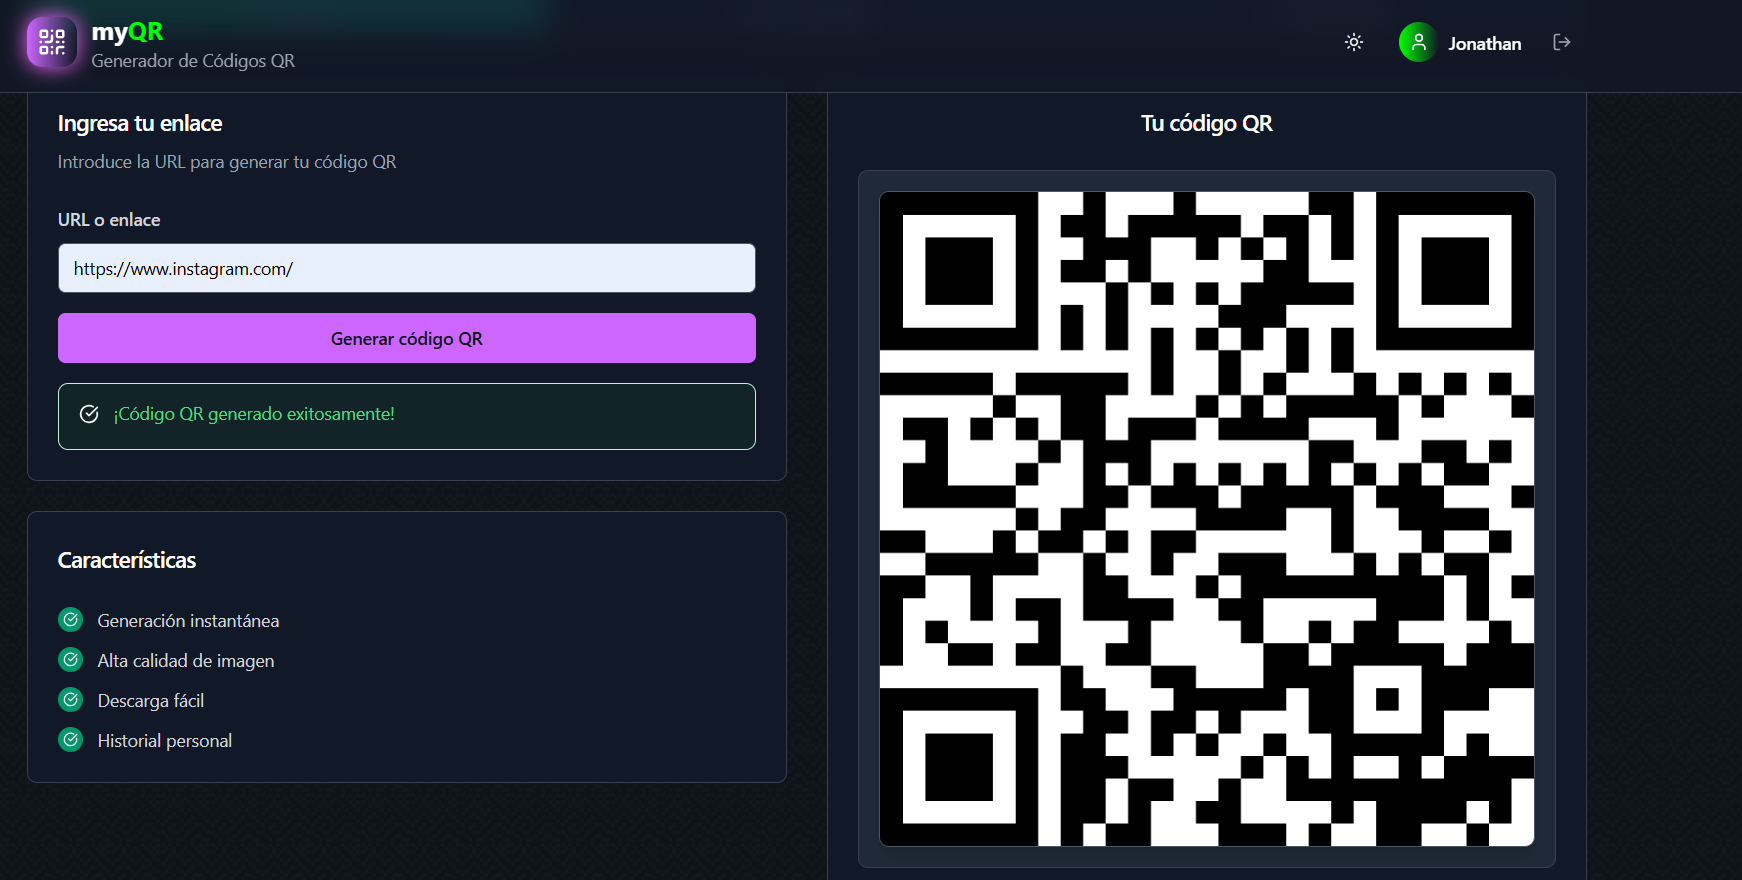 myQR
Generador de Códigos QR
Jonathan
Ingresa tu enlace
Introduce la URL para generar tu código QR
URL o enlace
https://www.instagram.com/
Generar código QR
¡Código QR generado exitosamente!
Características
Generación instantánea
Alta calidad de imagen
Descarga fácil
Historial personal
Tu código QR